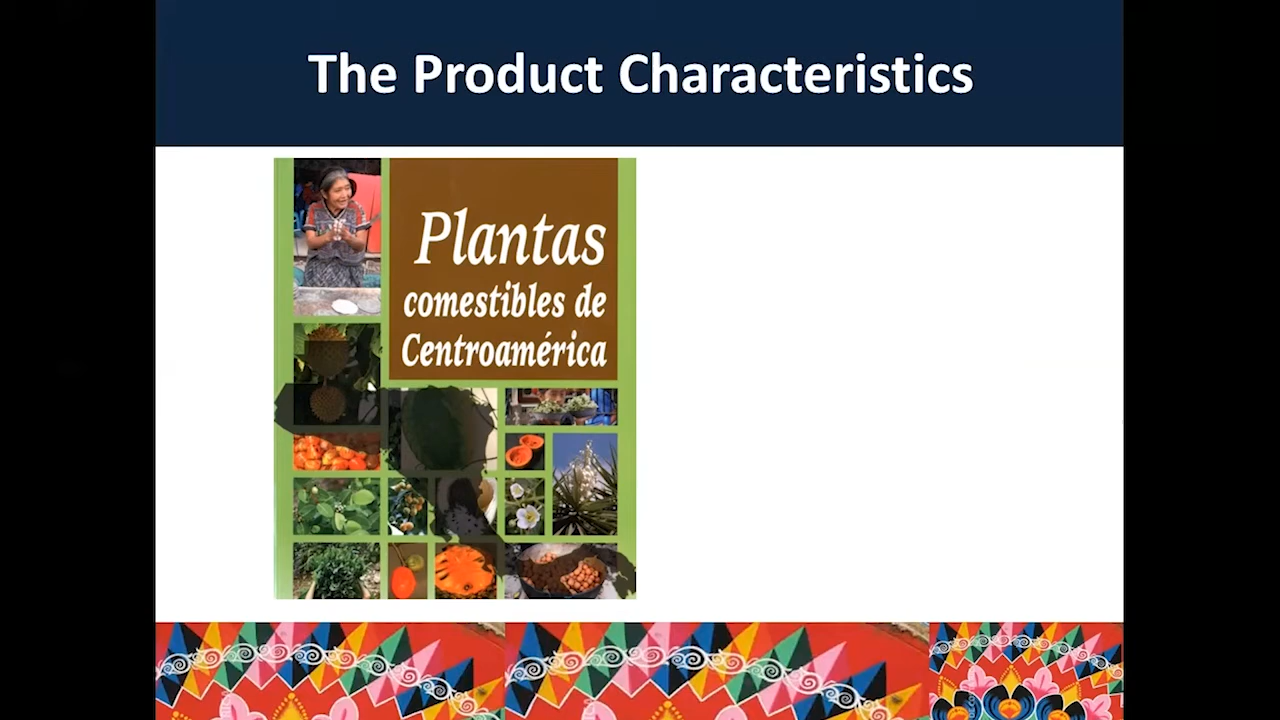 The Product Characteristics
Plantas
comestibles de
Centroamérica